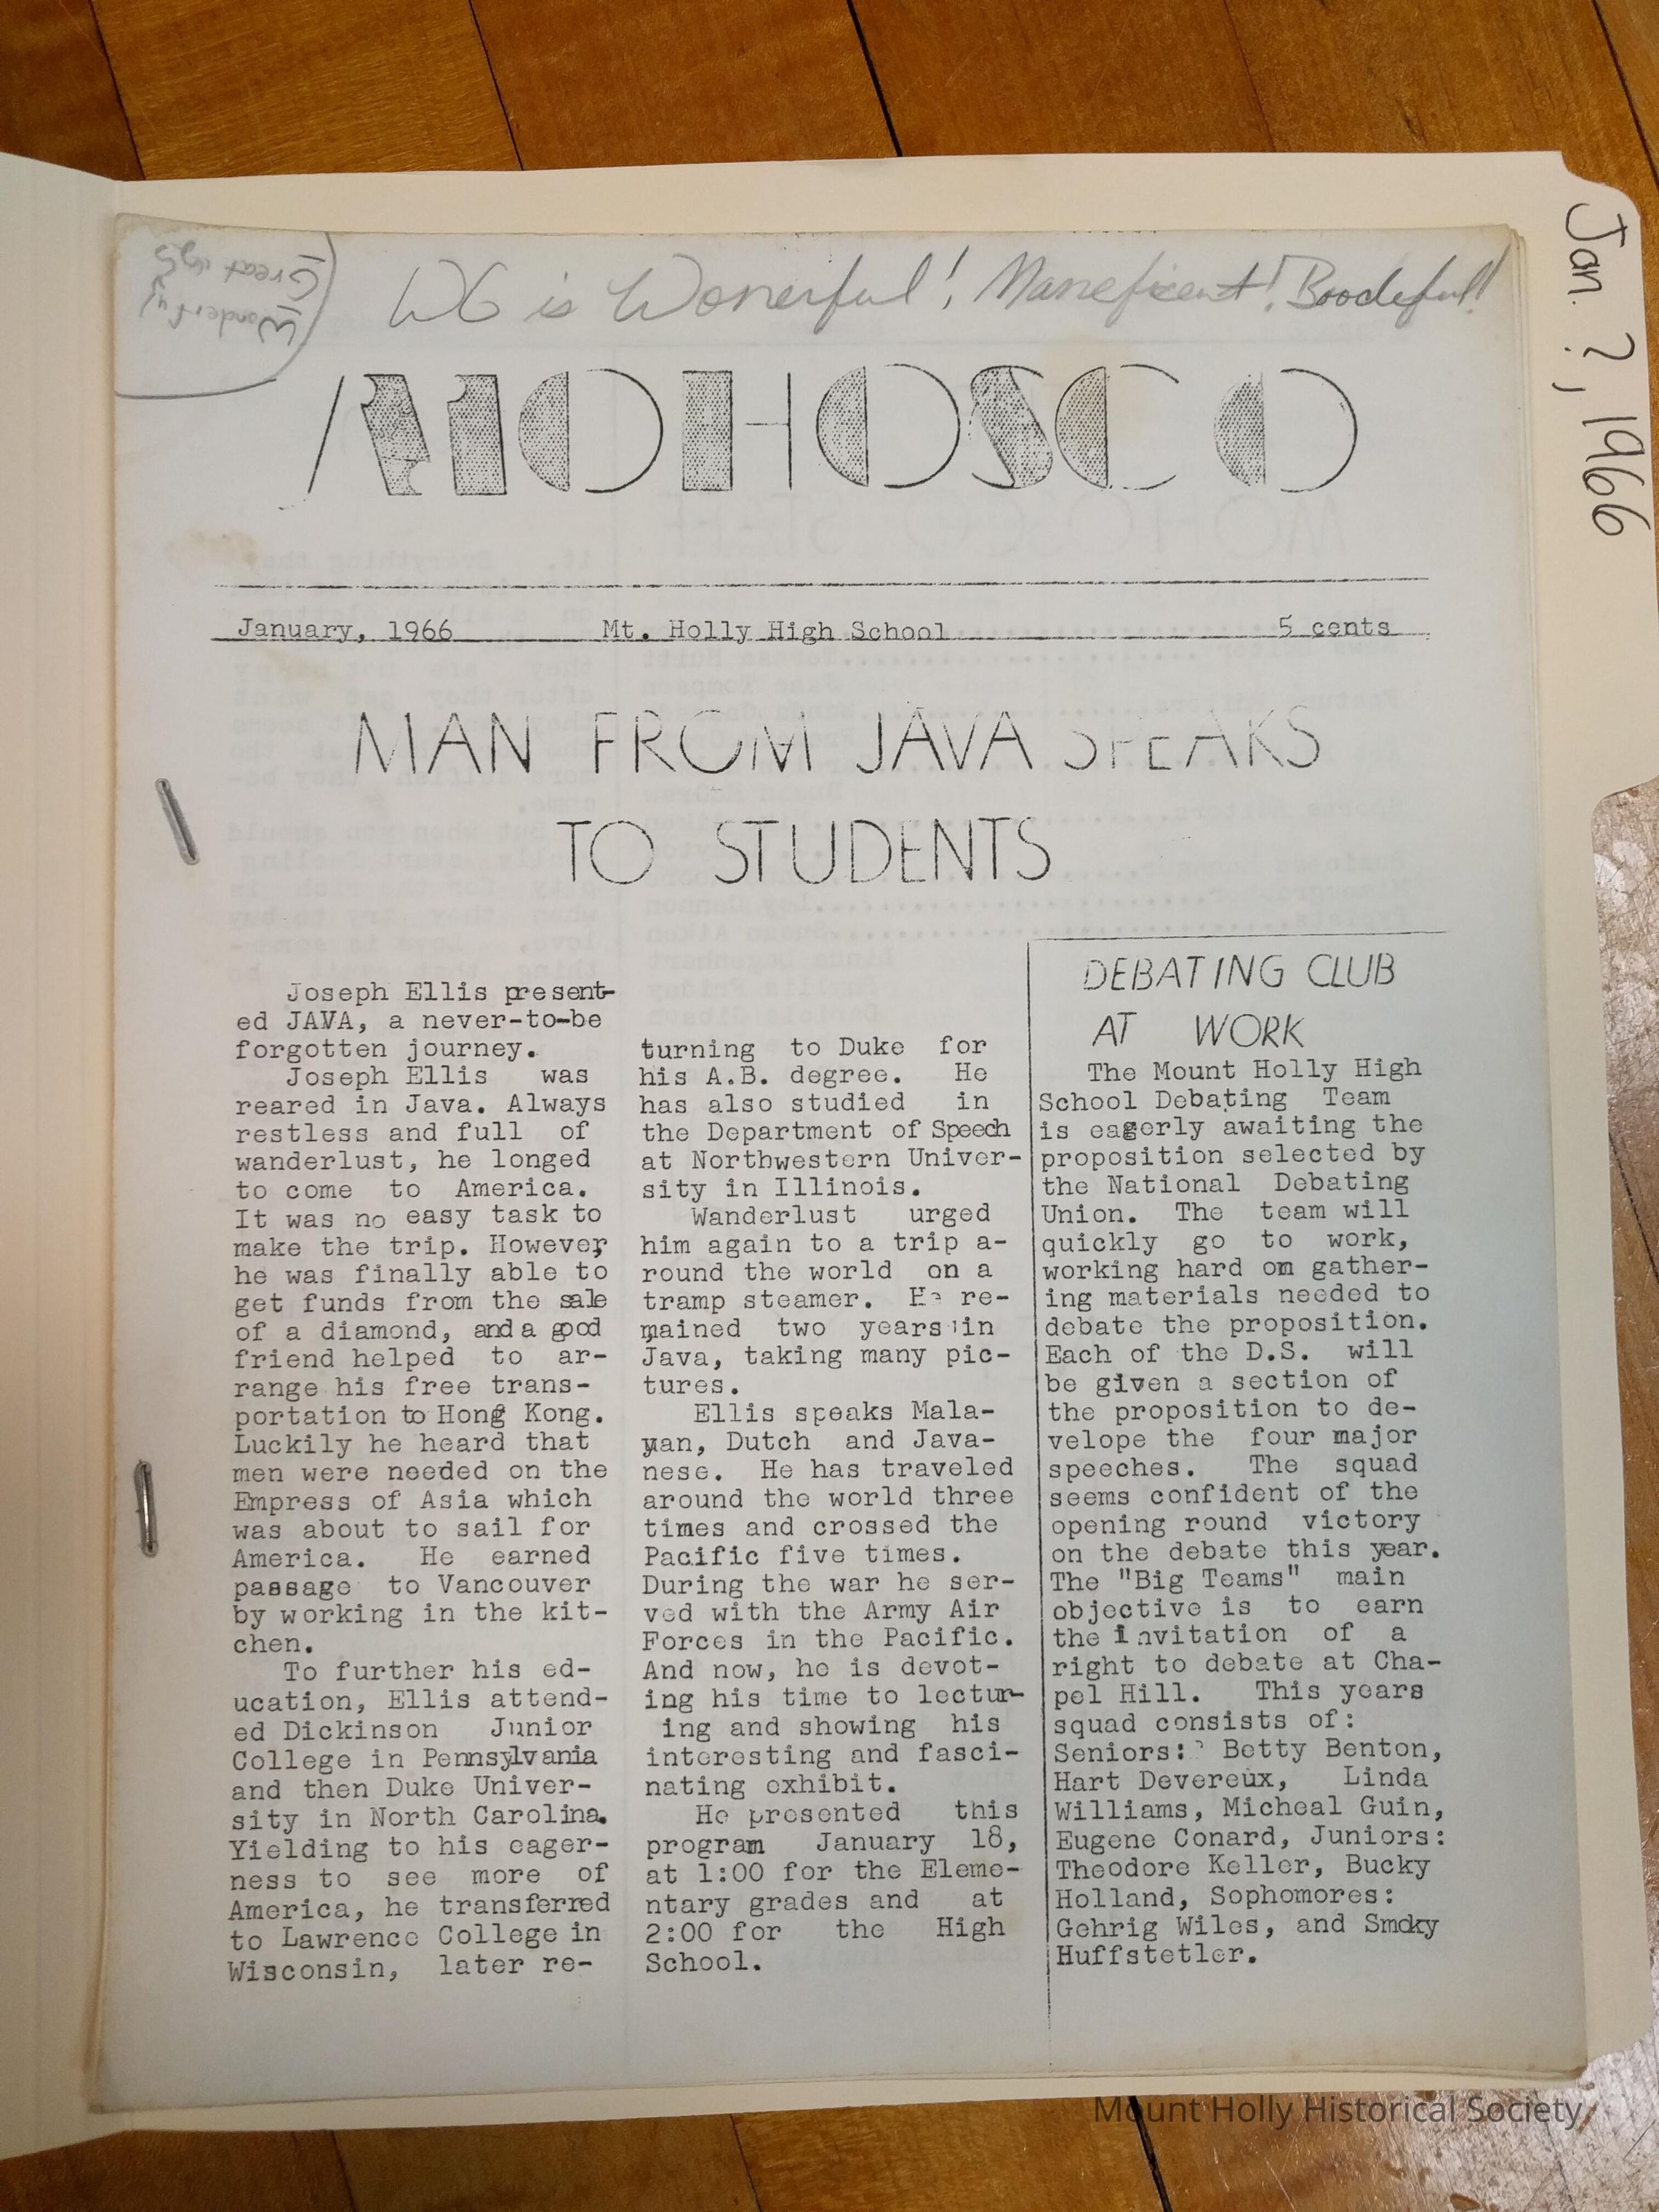 Jan. ?, 1966
WG is Wonerful! Maneficent! Boodeful!
Great
Wonderful
MOHOSCO
January, 1966 Mt. Holly High School 5 cents
MAN FROM JAVA SPEAKS
TO STUDENTS
Joseph Ellis present-
ed JAVA, a never-to-be
forgotten journey.
Joseph Ellis was
reared in Java. Always
restless and full of
wanderlust, he longed
to come to America.
It was no easy task to
make the trip. However,
he was finally able to
get funds from the sale
of a diamond, and a good
friend helped to ar-
range his free trans-
portation to Hong Kong.
Luckily he heard that
men were needed on the
Empress of Asia which
was about to sail for
America. He earned
passage to Vancouver
by working in the kit-
chen.
To further his ed-
ucation, Ellis attend-
ed Dickinson Junior
College in Pennsylvania
and then Duke Univer-
sity in North Carolina.
Yielding to his eager-
ness to see more of
America, he transferred
to Lawrence College in
Wisconsin, later re-
turning to Duke for
his A.B. degree. He
has also studied in
the Department of Speech
at Northwestern Univer-
sity in Illinois.
Wanderlust urged
him again to a trip a-
round the world on a
tramp steamer. He re-
mained two years in
Java, taking many pic-
tures.
Ellis speaks Mala-
yan, Dutch and Java-
nese. He has traveled
around the world three
times and crossed the
Pacific five times.
During the war he ser-
ved with the Army Air
Forces in the Pacific.
And now, he is devot-
ing his time to lectur-
ing and showing his
interesting and fasci-
nating exhibit.
He presented this
program January 18,
at 1:00 for the Eleme-
ntary grades and at
2:00 for the High
School.
DEBATING CLUB
AT WORK
The Mount Holly High
School Debating Team
is eagerly awaiting the
proposition selected by
the National Debating
Union. The team will
quickly go to work,
working hard on gather-
ing materials needed to
debate the proposition.
Each of the D.S. will
be given a section of
the proposition to de-
velope the four major
speeches. The squad
seems confident of the
opening round victory
on the debate this year.
The "Big Teams" main
objective is to earn
the invitation of a
right to debate at Cha-
pel Hill. This years
squad consists of:
Seniors: Betty Benton,
Hart Devereux, Linda
Williams, Micheal Guin,
Eugene Conard, Juniors:
Theodore Keller, Bucky
Holland, Sophomores:
Gehrig Wiles, and Smoky
Huffstetler.
Mount Holly Historical Society